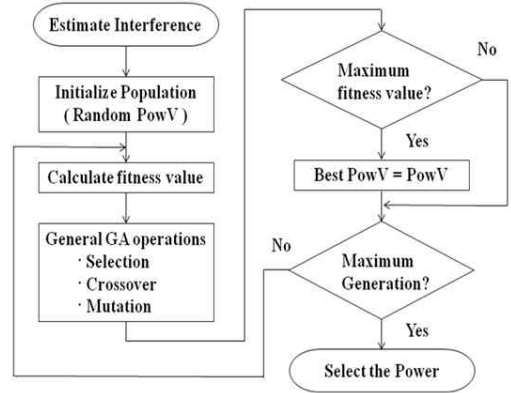 Estimate Interference
Initialize Population
( Random PowV )
Calculate fitness value
General GA operations
· Selection
· Crossover
· Mutation
Maximum
fitness value?
No
Yes
Best PowV = PowV
No
Maximum
Generation?
Yes
Select the Power